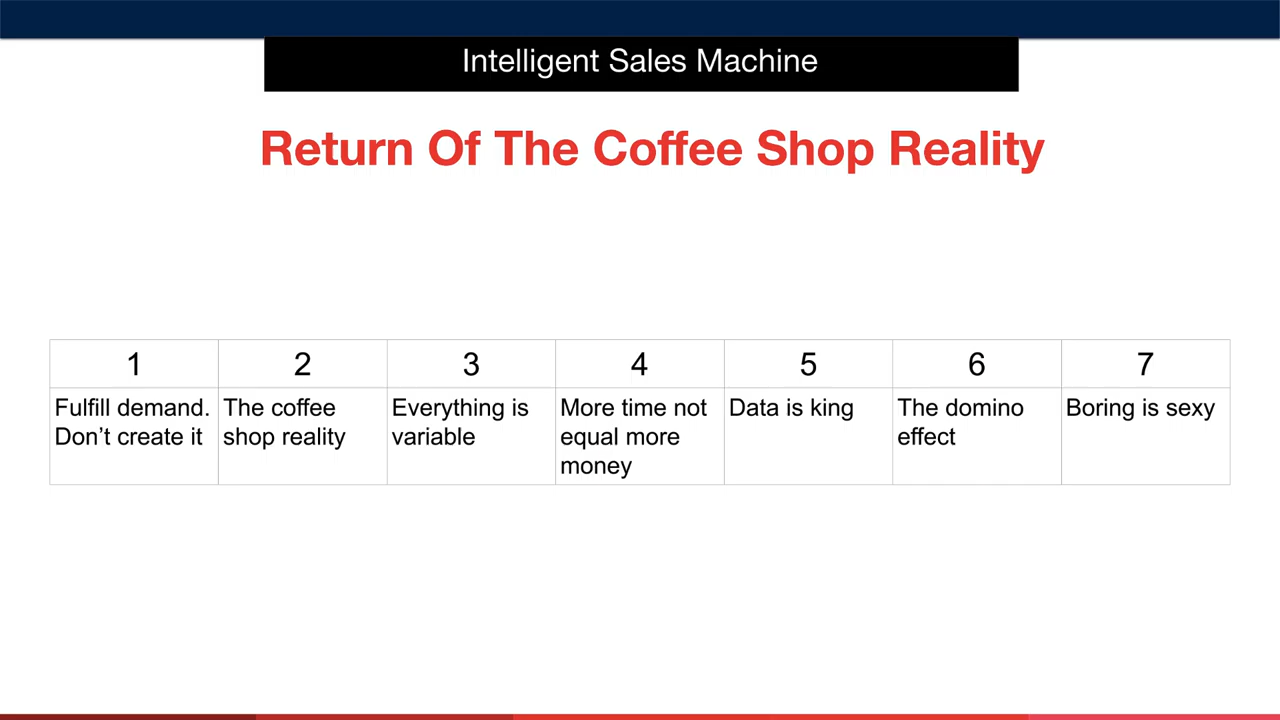 Intelligent Sales Machine
Return Of The Coffee Shop Reality
1
2
3
4
5
6
7
Fulfill demand.
Don’t create it
The coffee
shop reality
Everything is
variable
More time not
equal more
money
Data is king
The domino
effect
Boring is sexy